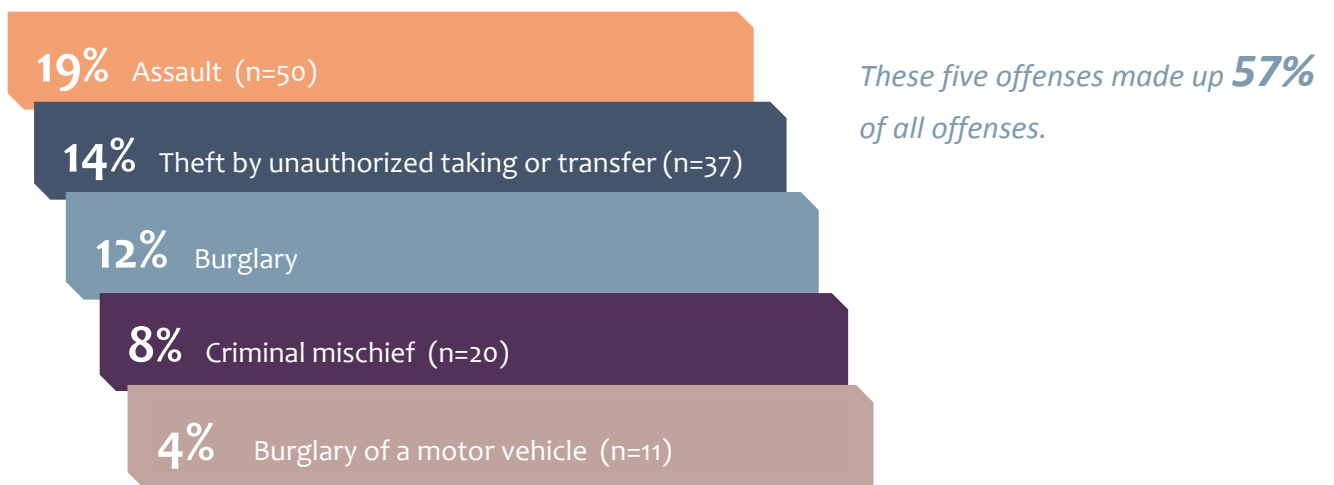 19% Assault (n=50)
These five offenses made up 57%
of all offenses.
14% Theft by unauthorized taking or transfer (n=37)
12% Burglary
8% Criminal mischief (n=20)
4% Burglary of a motor vehicle (n=11)